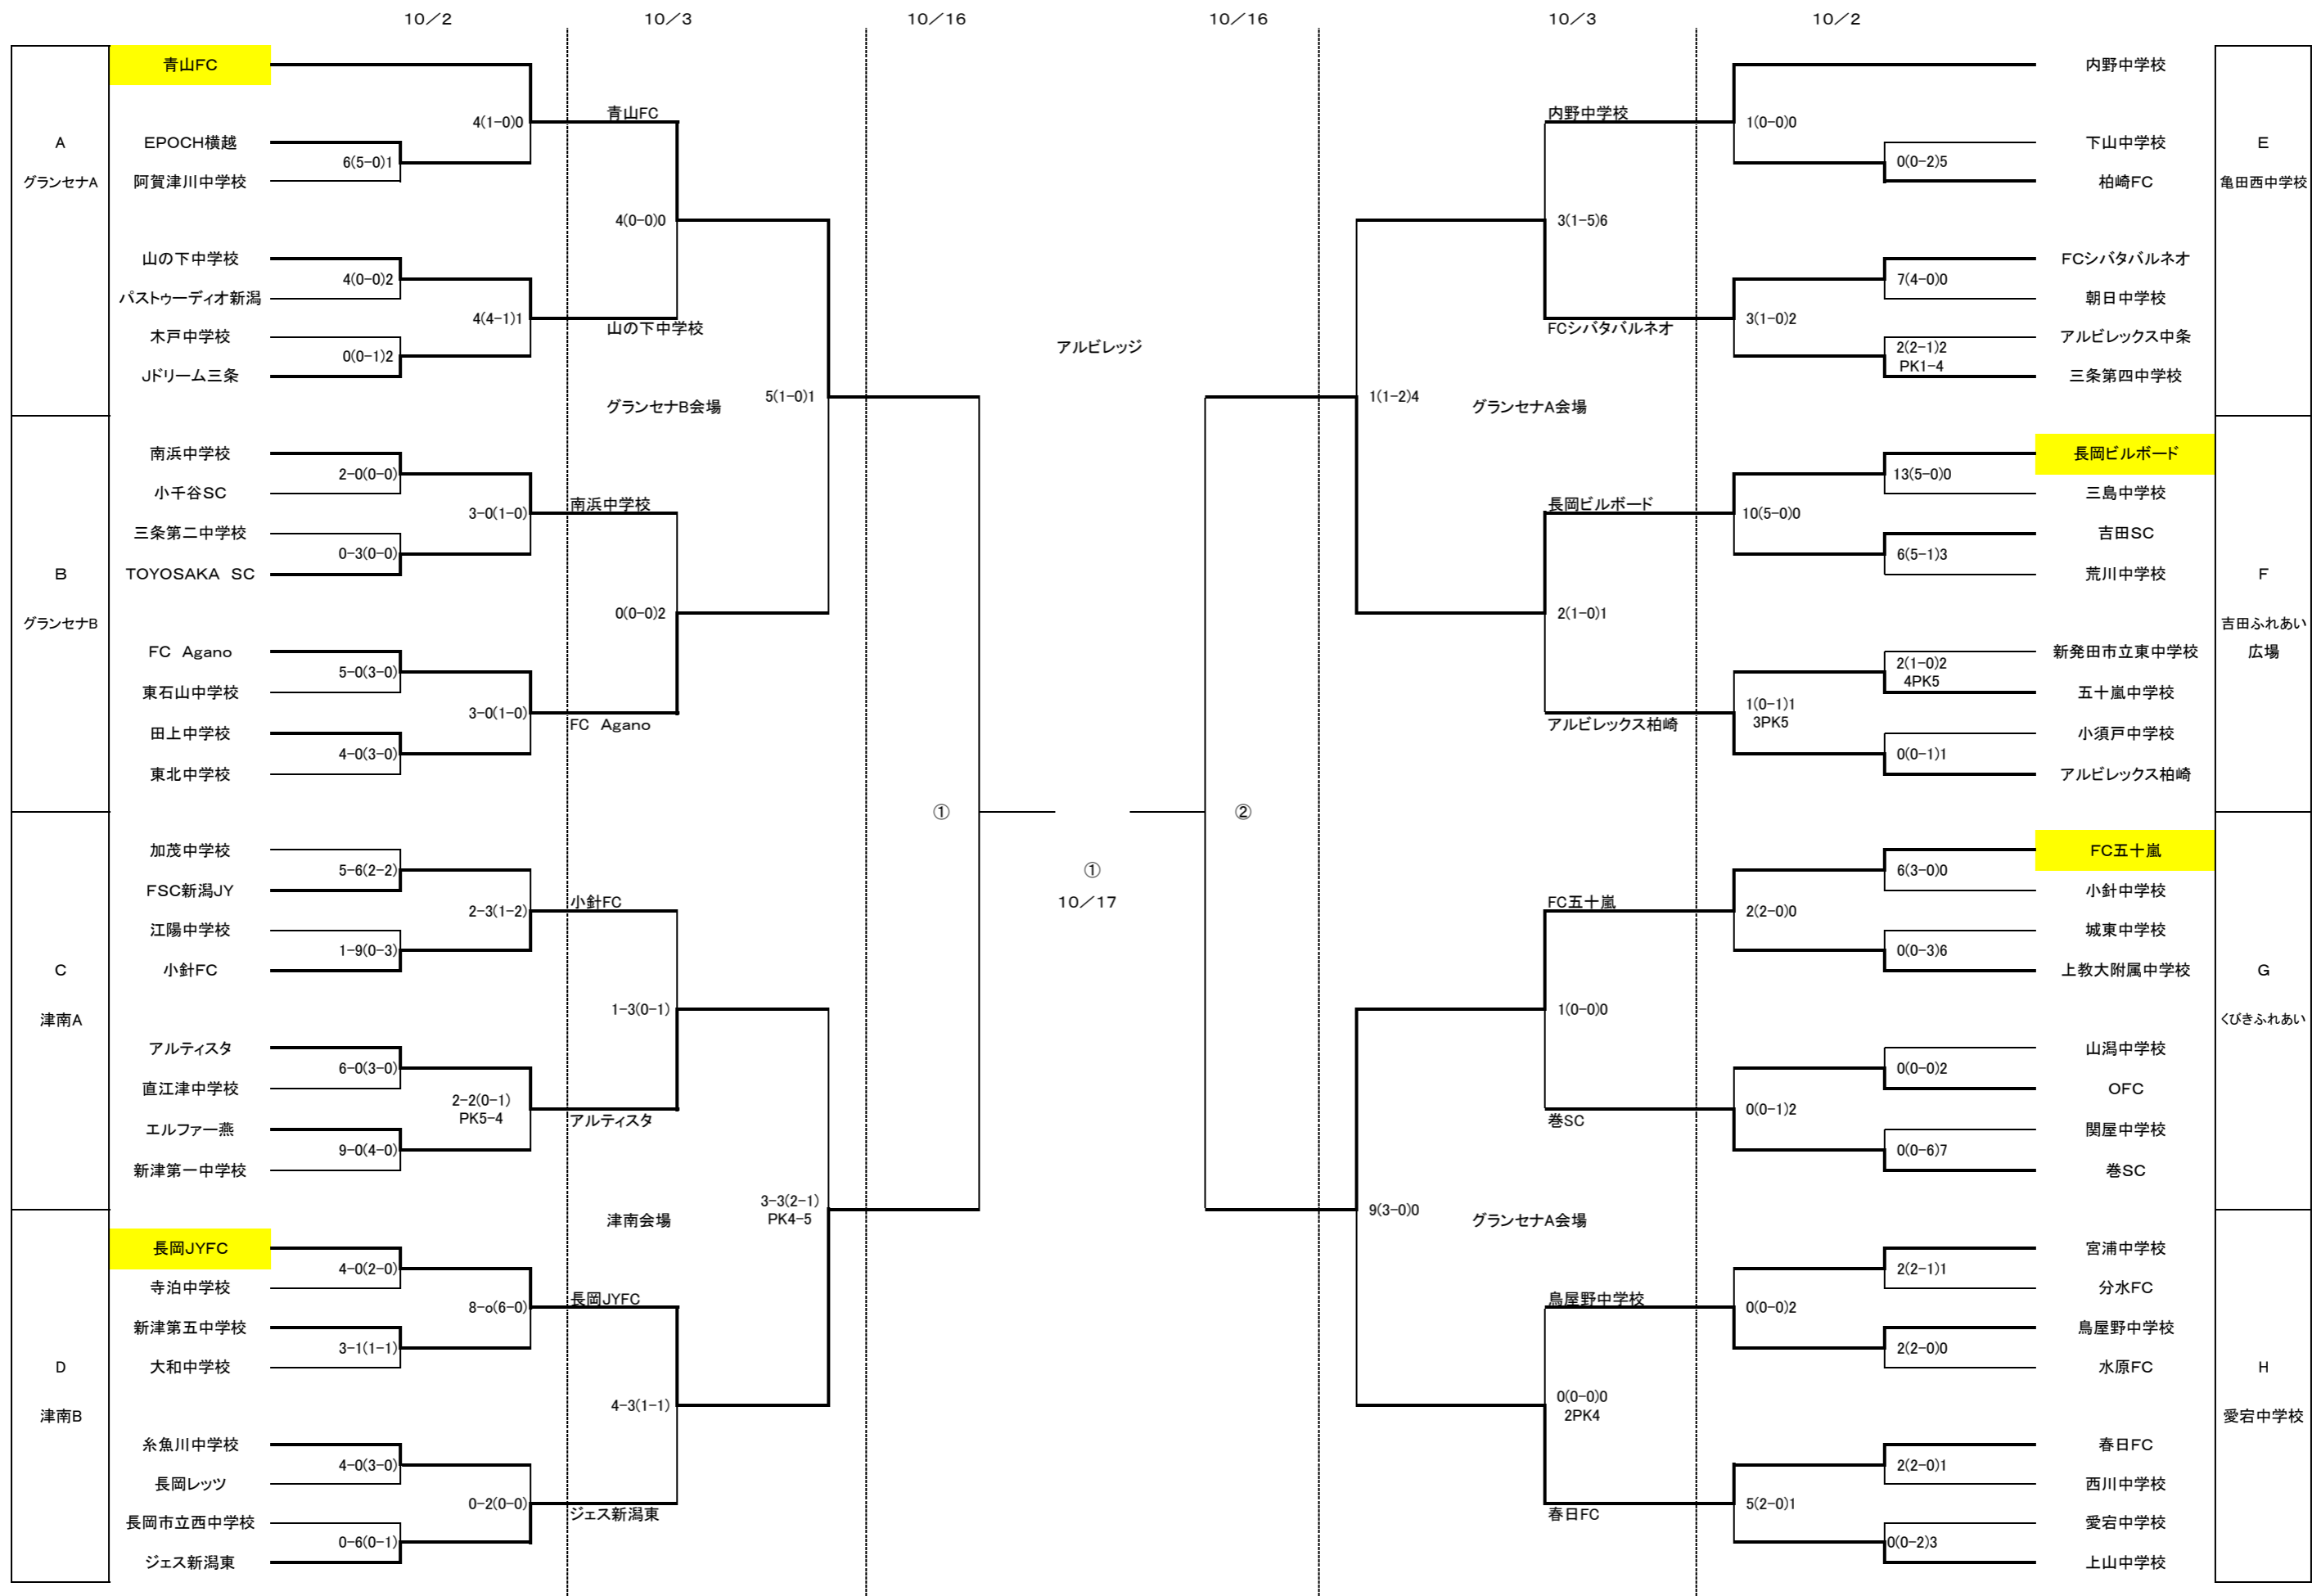 10／2　10／3　10／16　10／16　10／3　10／2
A
グランセナA
青山FC
EPOCH横越
阿賀津川中学校
山の下中学校
パストゥーディオ新潟
木戸中学校
Jドリーム三条
6(5-0)1
4(0-0)2
0(0-1)2
4(1-0)0
4(4-1)1
青山FC
4(0-0)0
山の下中学校
グランセナB会場
5(1-0)1
B
グランセナB
南浜中学校
小千谷SC
三条第二中学校
TOYOSAKA SC
FC Agano
東石山中学校
田上中学校
東北中学校
2-0(0-0)
0-3(0-0)
5-0(3-0)
4-0(3-0)
3-0(1-0)
3-0(1-0)
南浜中学校
0(0-0)2
FC Agano
C
津南A
加茂中学校
FSC新潟JY
江陽中学校
小針FC
アルティスタ
直江津中学校
エルファー燕
新津第一中学校
5-6(2-2)
1-9(0-3)
6-0(3-0)
9-0(4-0)
2-3(1-2)
2-2(0-1)
PK5-4
小針FC
1-3(0-1)
アルティスタ
津南会場
3-3(2-1)
PK4-5
D
津南B
長岡JYFC
寺泊中学校
新津第五中学校
大和中学校
糸魚川中学校
長岡レッツ
長岡市立西中学校
ジェス新潟東
4-0(2-0)
3-1(1-1)
4-0(3-0)
0-6(0-1)
8-o(6-0)
0-2(0-0)
長岡JYFC
4-3(1-1)
ジェス新潟東
アルビレッジ
①
②
①
10／17
内野中学校
3(1-5)6
FCシバタバルネオ
1(1-2)4
グランセナA会場
1(0-0)0
3(1-0)2
0(0-2)5
7(4-0)0
2(2-1)2
PK1-4
内野中学校
下山中学校
柏崎FC
FCシバタバルネオ
朝日中学校
アルビレックス中条
三条第四中学校
E
亀田西中学校
長岡ビルボード
2(1-0)1
アルビレックス柏崎
10(5-0)0
1(0-1)1
3PK5
13(5-0)0
6(5-1)3
2(1-0)2
4PK5
0(0-1)1
長岡ビルボード
三島中学校
吉田SC
荒川中学校
新発田市立東中学校
五十嵐中学校
小須戸中学校
アルビレックス柏崎
F
吉田ふれあい
広場
FC五十嵐
1(0-0)0
巻SC
9(3-0)0
グランセナA会場
2(2-0)0
0(0-1)2
6(3-0)0
0(0-3)6
0(0-0)2
0(0-6)7
FC五十嵐
小針中学校
城東中学校
上教大附属中学校
山潟中学校
OFC
関屋中学校
巻SC
G
くびきふれあい
鳥屋野中学校
0(0-0)0
2PK4
春日FC
0(0-0)2
5(2-0)1
2(2-1)1
2(2-0)0
2(2-0)1
0(0-2)3
宮浦中学校
分水FC
鳥屋野中学校
水原FC
春日FC
西川中学校
愛宕中学校
上山中学校
H
愛宕中学校